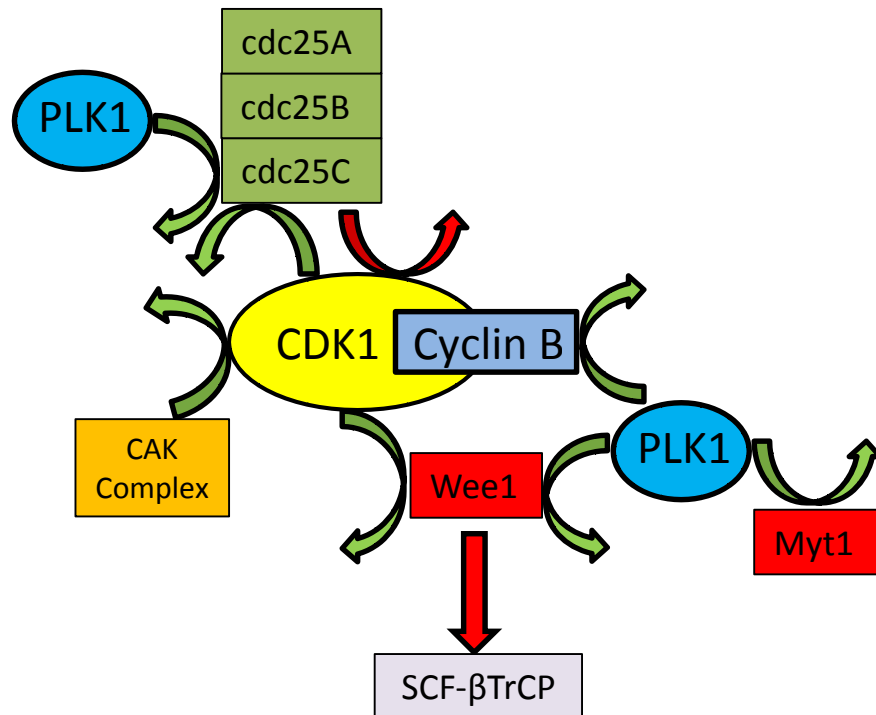 cdc25A
PLK1
cdc25B
cdc25C
CDK1
Cyclin B
CAK
Complex
Wee1
PLK1
Myt1
SCF-βTrCP